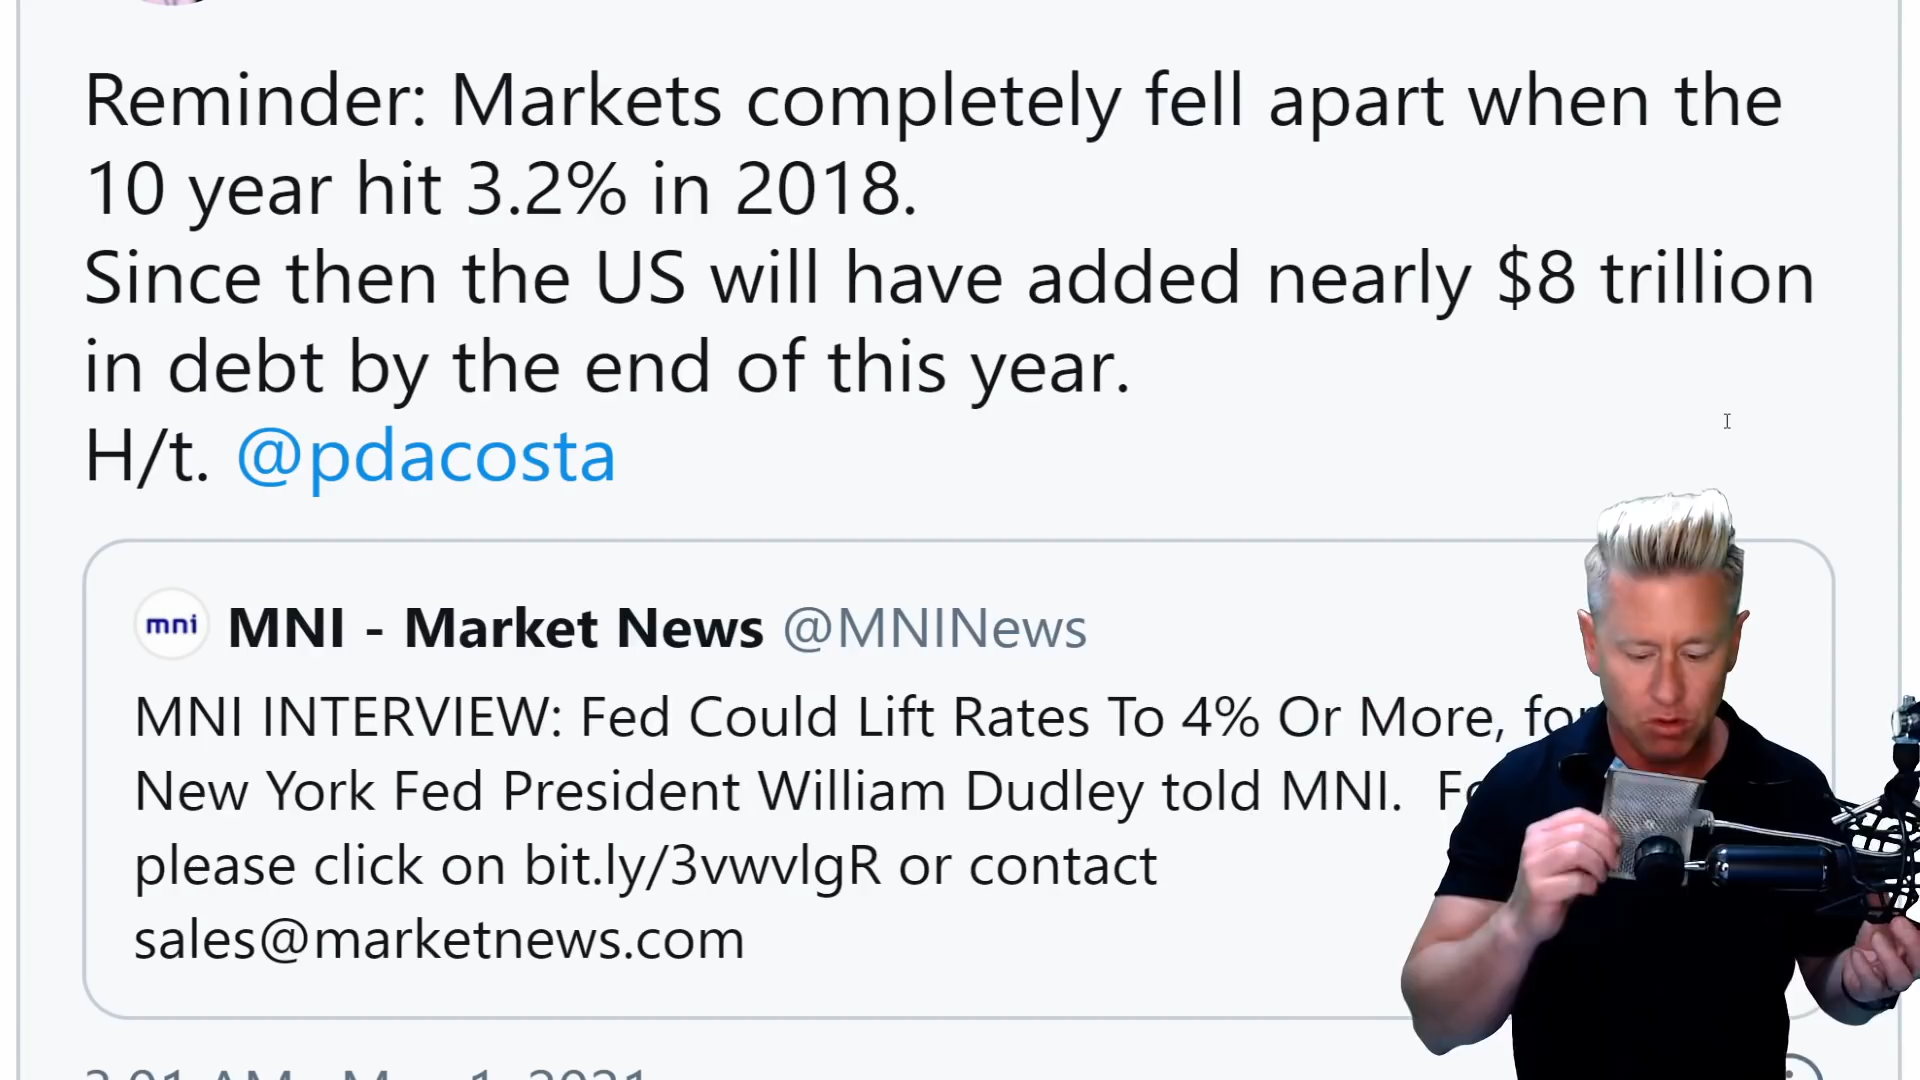 Reminder: Markets completely fell apart when the
10 year hit 3.2% in 2018.
Since then the US will have added nearly $8 trillion
in debt by the end of this year.
H/t. @pdacosta
mni MNI - Market News @MNINews
MNI INTERVIEW: Fed Could Lift Rates To 4% Or More,
New York Fed President William Dudley told MNI.
please click on bit.ly/3vwvlgR or contact
sales@marketnews.com